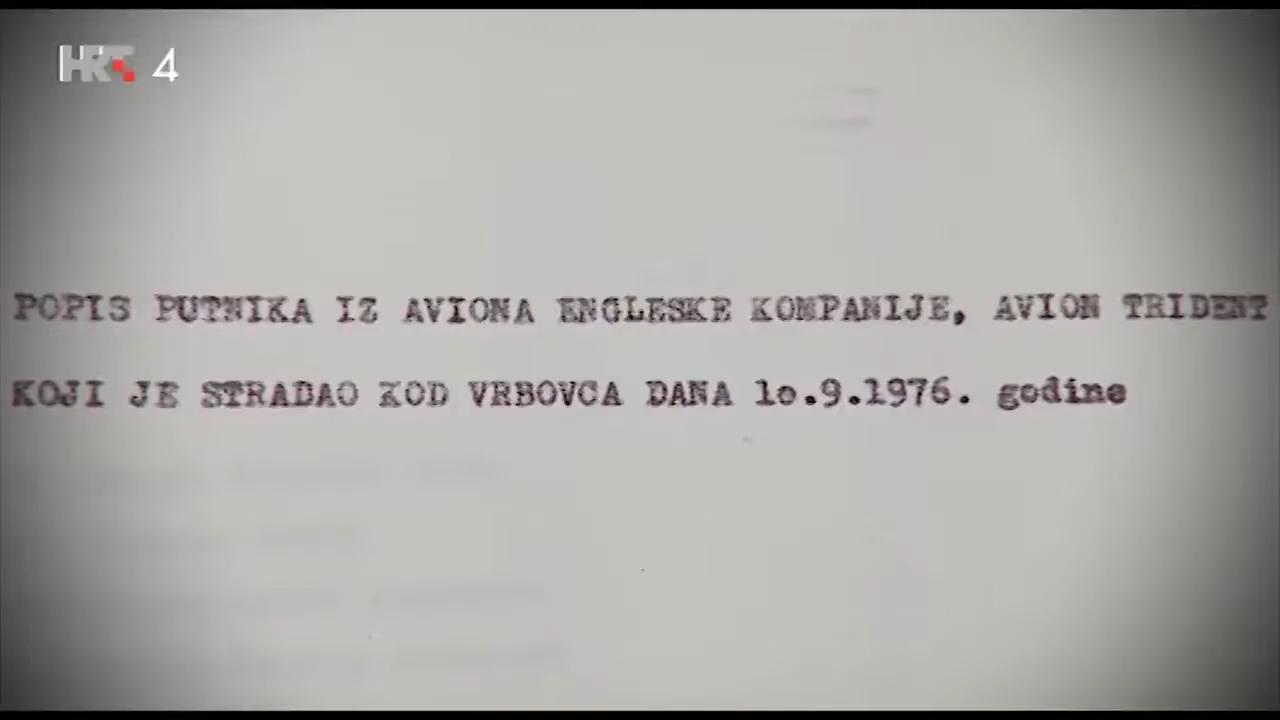 HRT 4
POPIS PUTNIKA IZ AVIONA ENGLESKE KOMPANIJE, AVION TRIDENT
KOJI JE STRADAO KOD VRBOVCA DANA lo.9.1976. godine